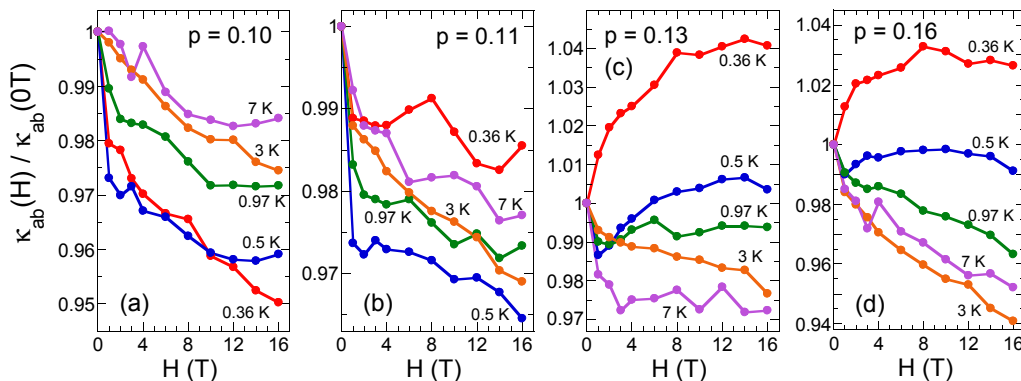 κab(H) / κab(0T)
1
0.99
0.98
0.97
0.96
0.95
p = 0.10
7 K
3 K
0.97 K
0.5 K
0.36 K
(a)
0 4 8 12 16
H (T)
1
0.99
0.98
0.97
p = 0.11
0.36 K
7 K
3 K
0.97 K
0.5 K
(b)
0 4 8 12 16
H (T)
1.04
1.03
1.02
1.01
1
0.99
0.98
0.97
p = 0.13
(c)
0.36 K
0.5 K
0.97 K
3 K
7 K
0 4 8 12 16
H (T)
1.04
1.02
1
0.98
0.96
0.94
p = 0.16
0.36 K
0.5 K
0.97 K
7 K
3 K
(d)
0 4 8 12 16
H (T)